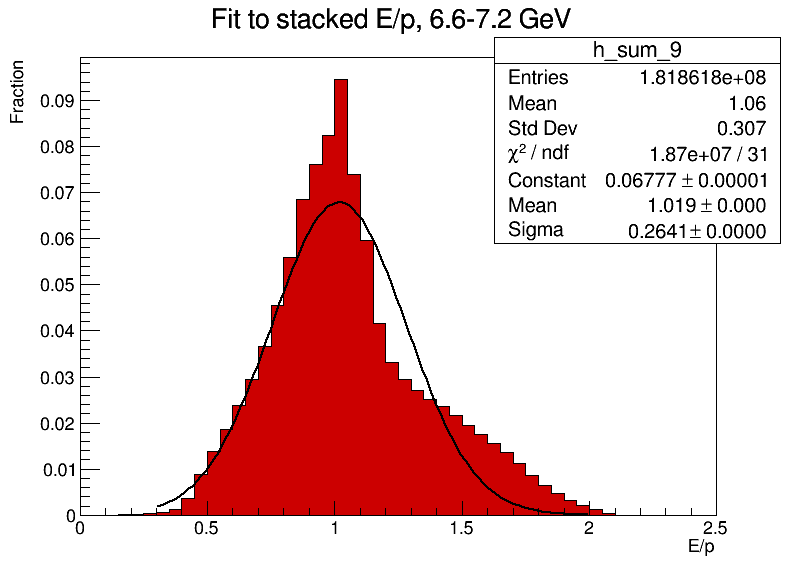 Fit to stacked E/p, 6.6-7.2 GeV
h_sum_9
Entries 1.818618e+08
Mean 1.06
Std Dev 0.307
χ² / ndf 1.87e+07 / 31
Constant 0.06777 ± 0.00001
Mean 1.019 ± 0.000
Sigma 0.2641 ± 0.0000
Fraction
0.09
0.08
0.07
0.06
0.05
0.04
0.03
0.02
0.01
0
0 0.5 1 1.5 2 2.5
E/p